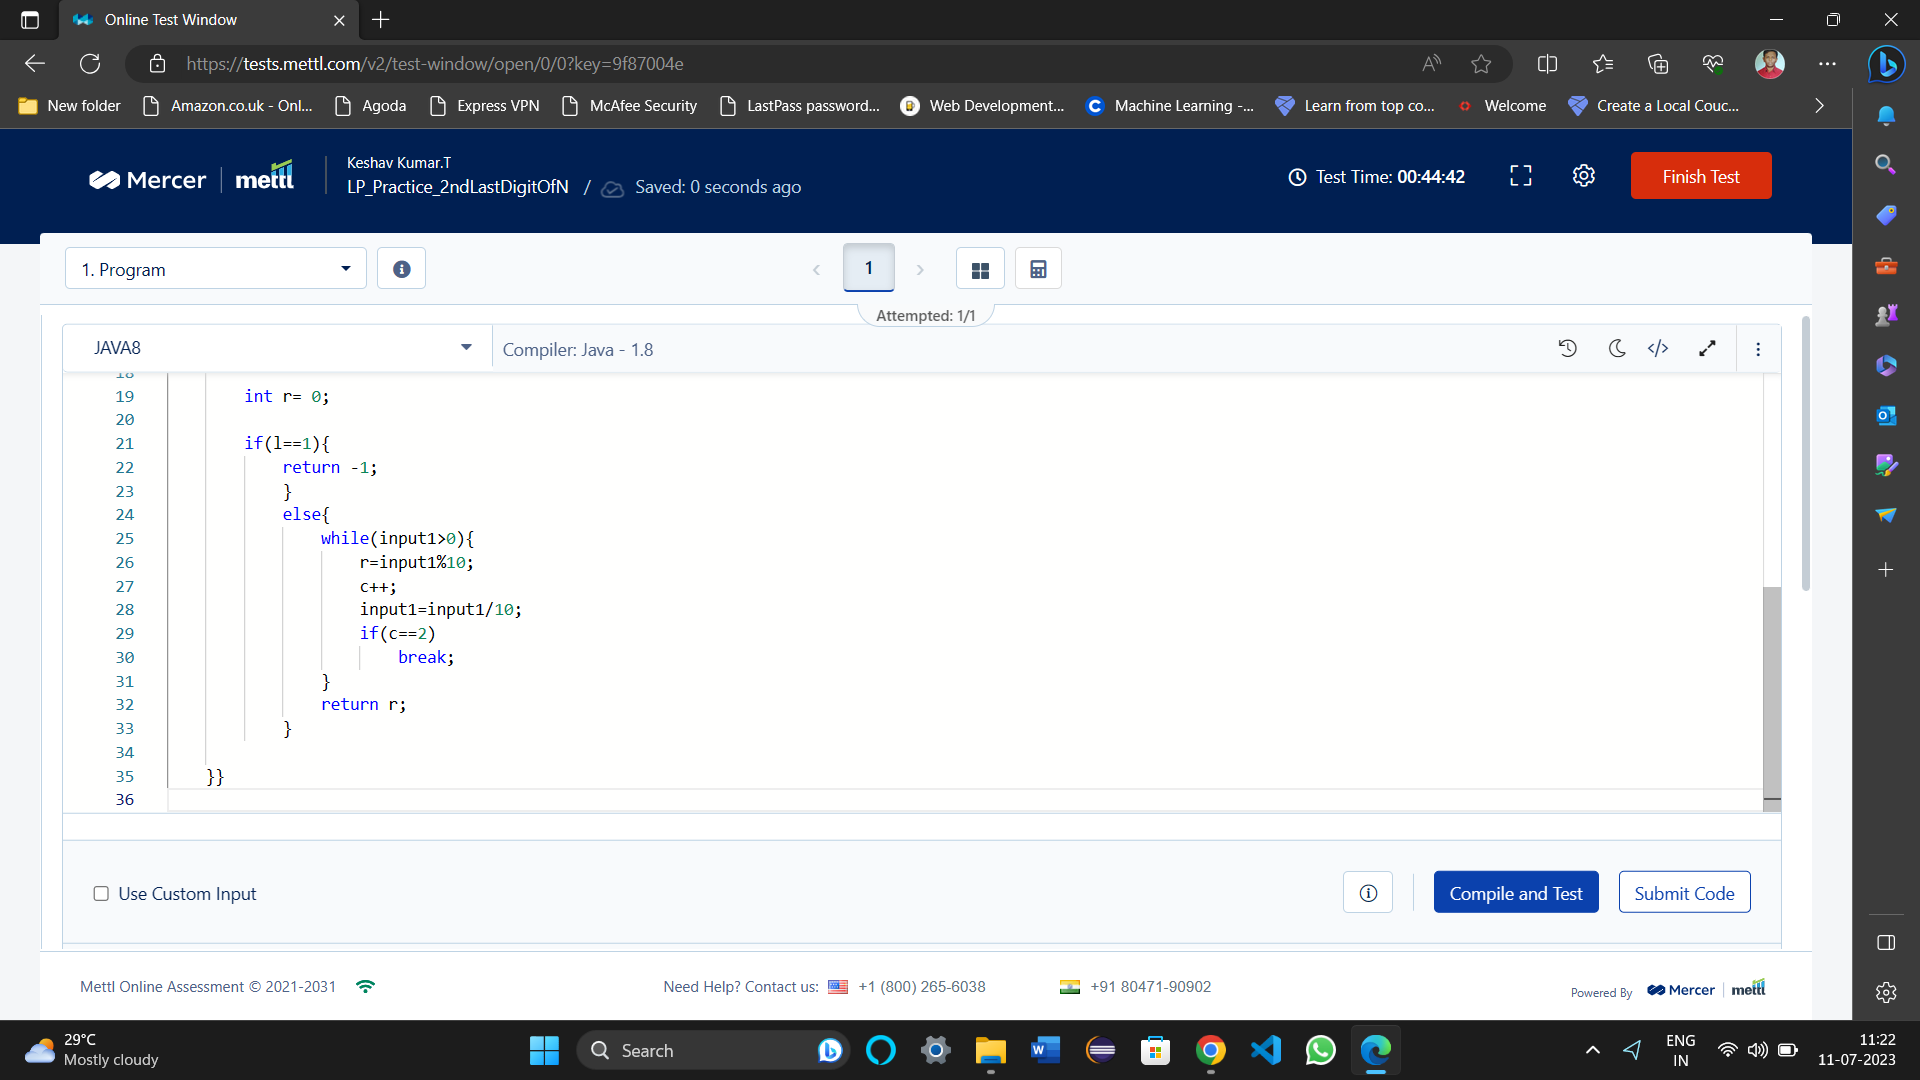 Online Test Window
https://tests.mettl.com/v2/test-window/open/0/0?key=9f87004e
New folder
Amazon.co.uk - Onl...
Agoda
Express VPN
McAfee Security
LastPass password...
Web Development...
Machine Learning -...
Learn from top co...
Welcome
Create a Local Couc...
Mercer | mettl
Keshav Kumar.T
LP_Practice_2ndLastDigitOfN / Saved: 0 seconds ago
Test Time: 00:44:42
Finish Test
1. Program
1
Attempted: 1/1
JAVA8
Compiler: Java - 1.8
18
19 int r= 0;
20
21 if(l==1){
22 return -1;
23 }
24 else{
25 while(input1>0){
26 r=input1%10;
27 c++;
28 input1=input1/10;
29 if(c==2)
30 break;
31 }
32 return r;
33 }
34
35 }}
36
Use Custom Input
Compile and Test
Submit Code
Mettl Online Assessment © 2021-2031
Need Help? Contact us: +1 (800) 265-6038
+91 80471-90902
Powered By Mercer | mettl
29°C
Mostly cloudy
Search
ENG
IN
11:22
11-07-2023